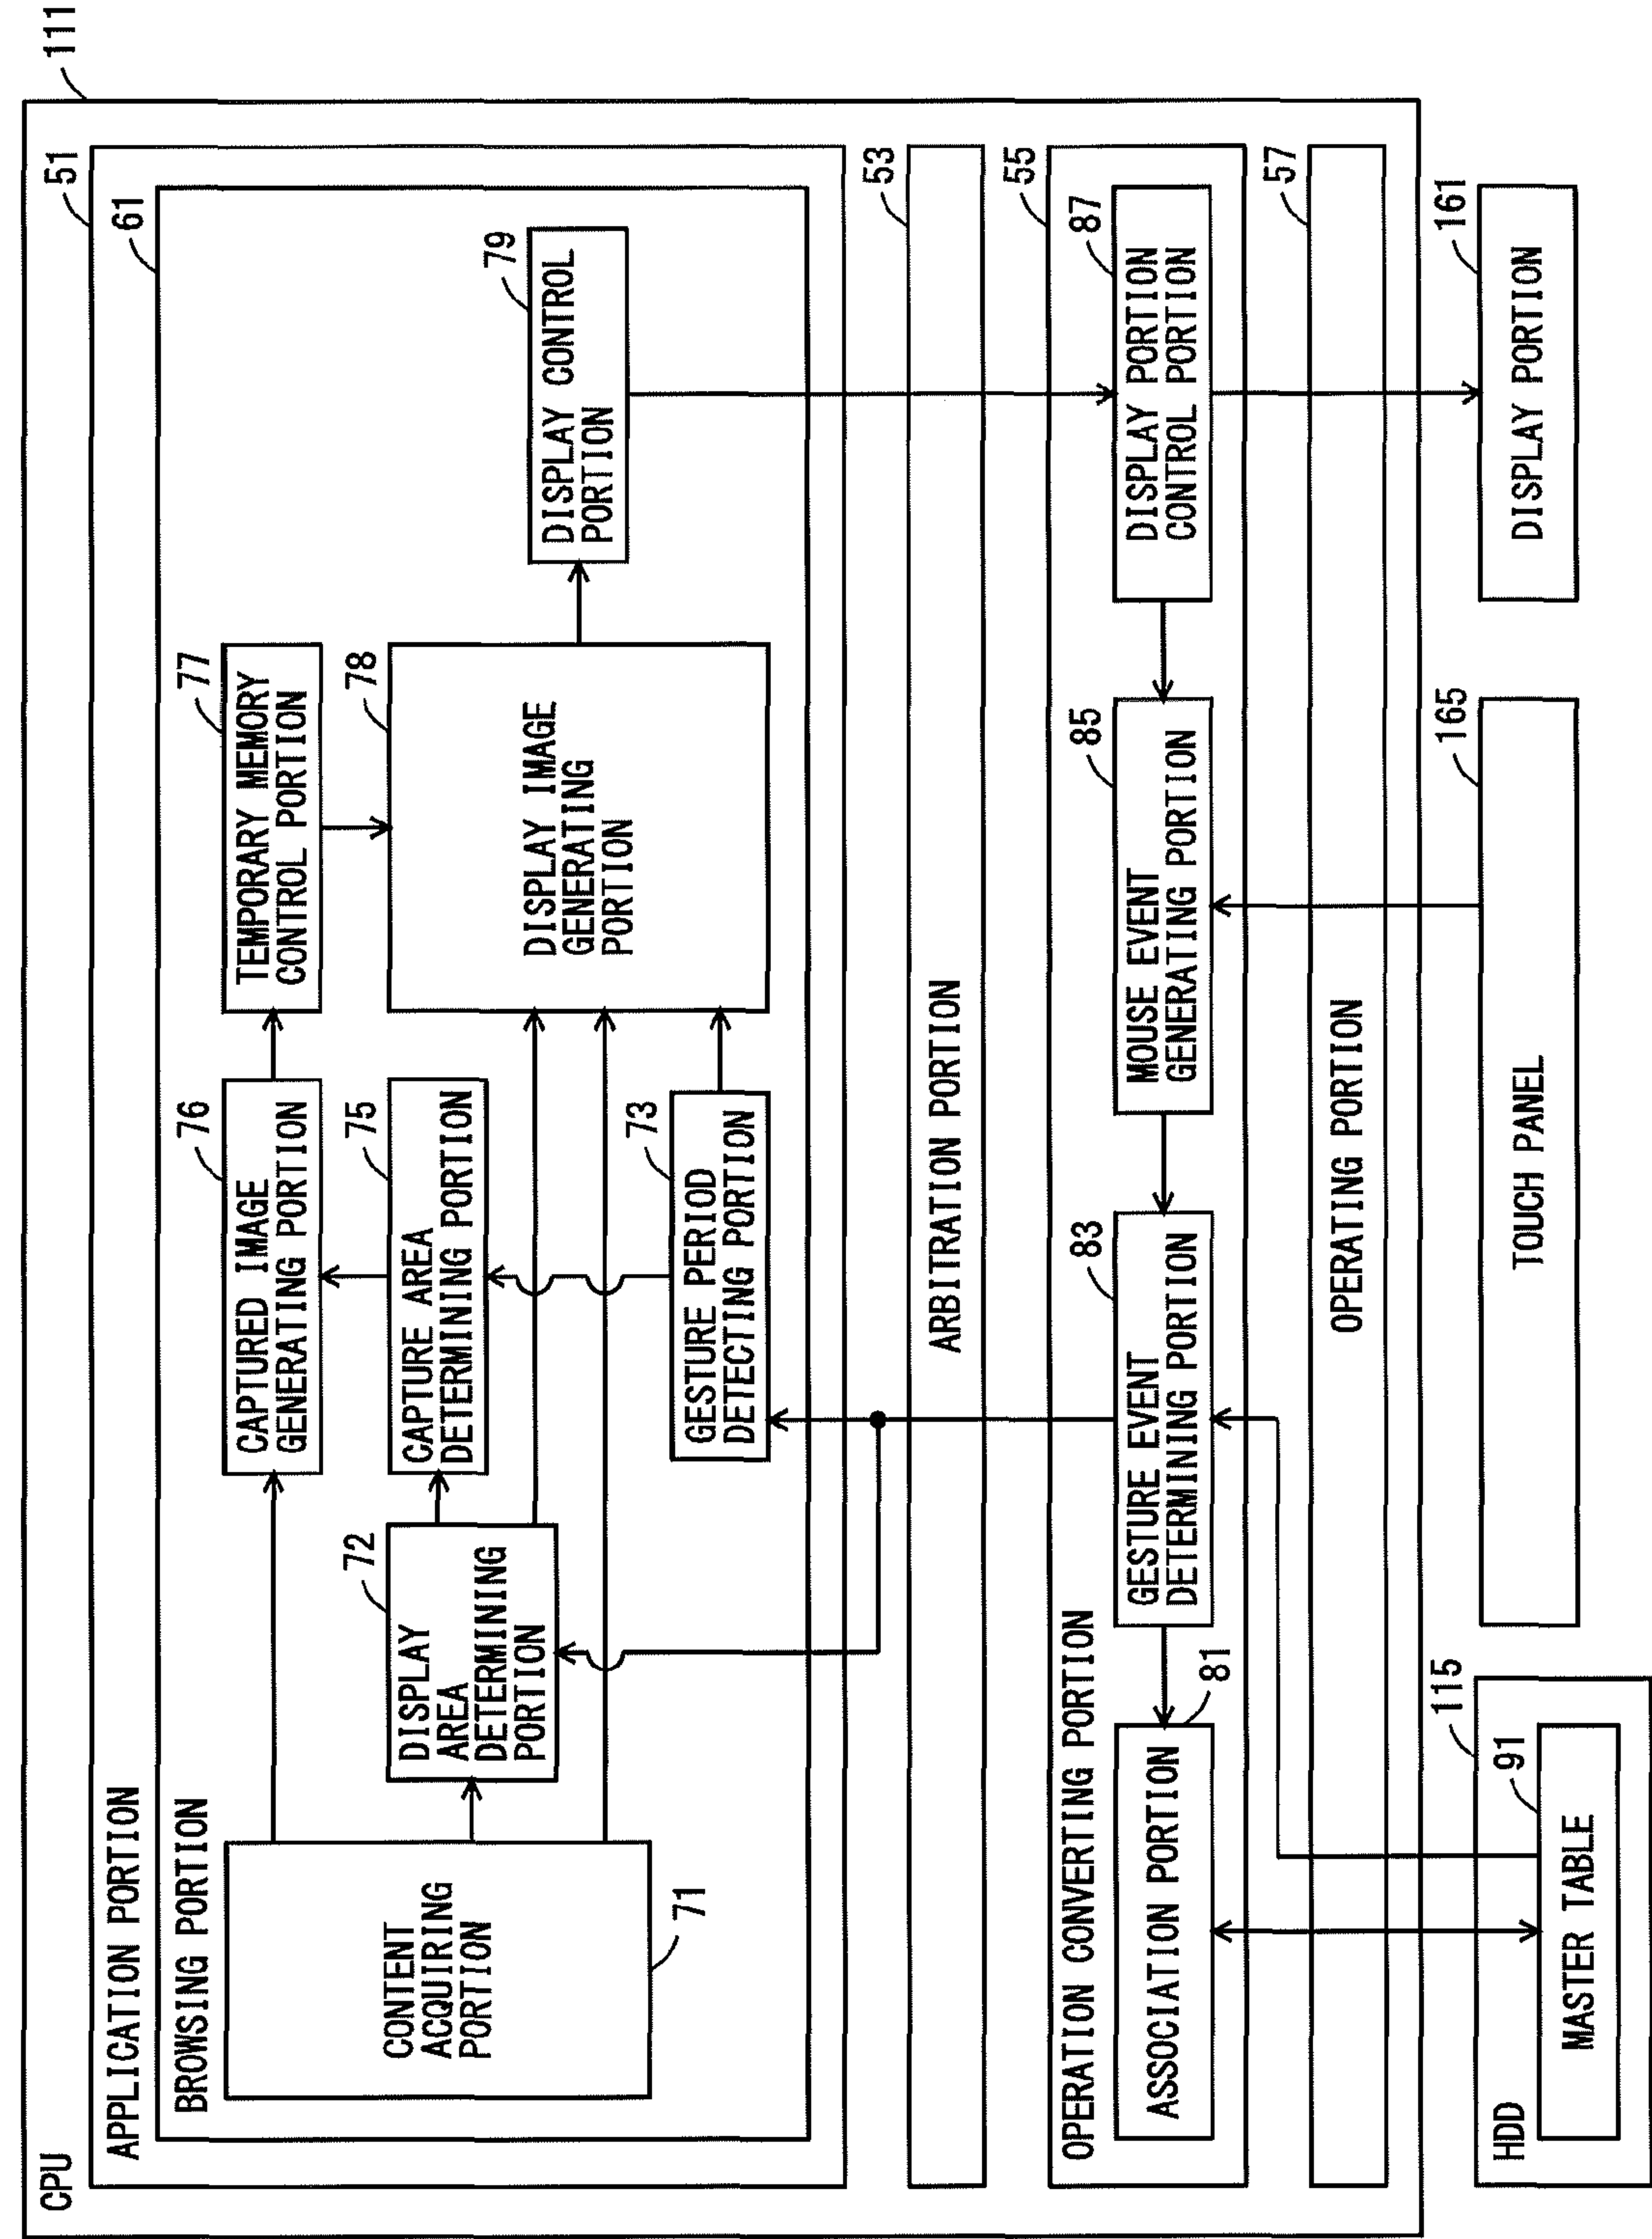 CPU
111
APPLICATION PORTION
51
BROWSING PORTION
61
CONTENT
ACQUIRING
PORTION
71
DISPLAY
AREA
DETERMINING
PORTION
72
CAPTURED IMAGE
GENERATING PORTION
76
CAPTURE AREA
DETERMINING PORTION
75
GESTURE PERIOD
DETECTING PORTION
73
TEMPORARY MEMORY
CONTROL PORTION
77
DISPLAY IMAGE
GENERATING
PORTION
78
DISPLAY CONTROL
PORTION
79
ARBITRATION PORTION
53
OPERATION CONVERTING PORTION
55
ASSOCIATION PORTION
81
GESTURE EVENT
DETERMINING PORTION
83
MOUSE EVENT
GENERATING PORTION
85
DISPLAY PORTION
CONTROL PORTION
87
OPERATING PORTION
57
HDD
115
MASTER TABLE
91
TOUCH PANEL
165
DISPLAY PORTION
161